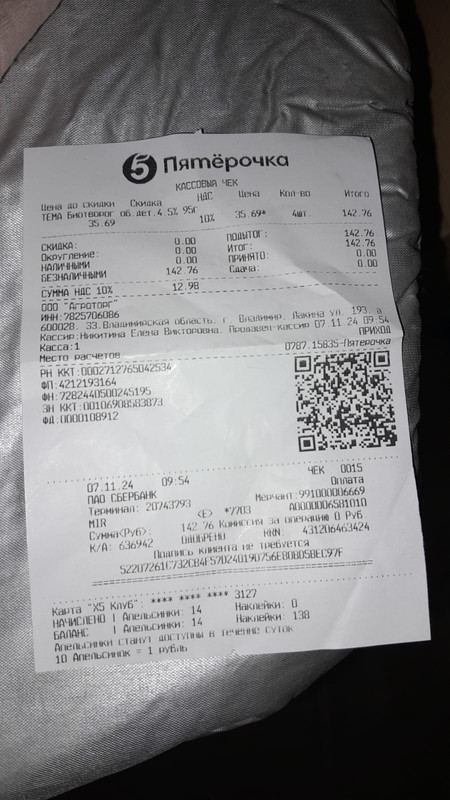 5 Пятёрочка
КАССОВЫЙ ЧЕК
Цена до скидки Скидка НДС Цена Кол-во Итого
ТЕМА Биотворог об.дет.4.5% 95г
35.69 10% 35.69* 4шт. 142.76
СКИДКА: 0.00 ПОДЫТОГ: 142.76
Округление: 0.00 Итог: 142.76
НАЛИЧНЫМИ 0.00 ПРИНЯТО: 0.00
БЕЗНАЛИЧНЫМИ 142.76 Сдача: 0.00
СУММА НДС 10% 12.98
ООО "Агроторг"
ИНН:7825706086
600028, 33,Владимирская область, г. Владимир, Лакина ул, 193, а
Кассир:Никитина Елена Викторовна, Продавец-кассир 07.11.24 09:54
Касса:1 ПРИХОД
Место расчетов 0787,15835-Пятерочка
РН ККТ:0002712765042534
ФП:4212193164
ФН:7282440500245195
ЗН ККТ:00106908583873
ФД:0000108912
07.11.24 09:54 ЧЕК 0015
ПАО СБЕРБАНК Оплата
Терминал: 20743793 Мерчант:991000006669
MIR <E> *7703 A0000006581010
Сумма<Руб>: 142.76 Комиссия за операцию 0 Руб.
К/А: 636942 ОДОБРЕНО RRN: 431206463424
Подпись клиента не требуется
Карта "X5 Клуб" **** **** **** 3127
НАЧИСЛЕНО | Апельсинки: 14 Наклейки: 0
БАЛАНС | Апельсинки: 14 Наклейки: 138
Апельсинки станут доступны в течение суток
10 Апельсинок = 1 рубль